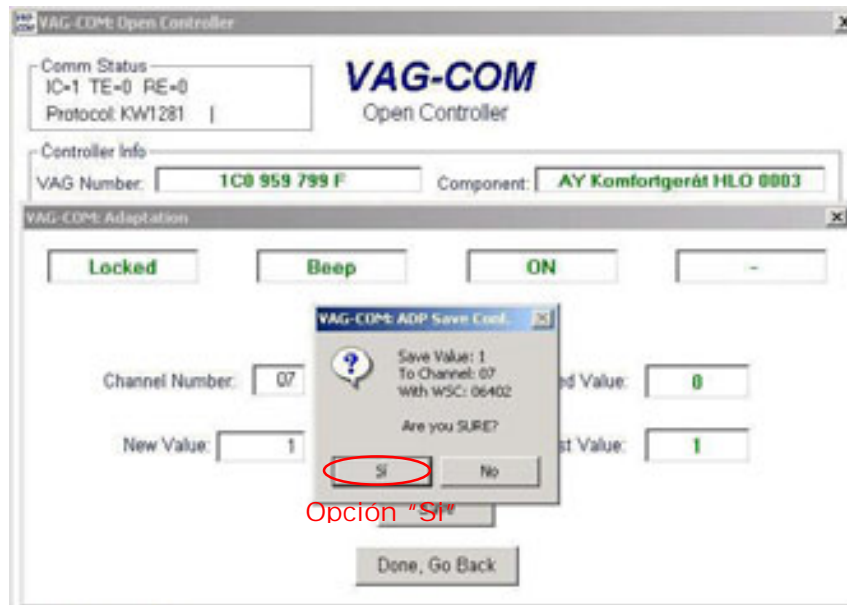 VAG-COM: Open Controller
Comm Status
IC=1 TE=0 RE=0
Protocol: KW1281 |
VAG-COM
Open Controller
Controller Info
VAG Number: 1C0 959 799 F Component: AY Komfortgerát HLO 0003
VAG-COM: Adaptation
Locked Beep ON -
VAG-COM: ADP Save Conf.
Save Value: 1
To Channel: 07
With WSC: 06402
Are you SURE?
Sí No
Channel Number: 07 ed Value: 0
New Value: 1 st Value: 1
Opción "Si"
Done, Go Back